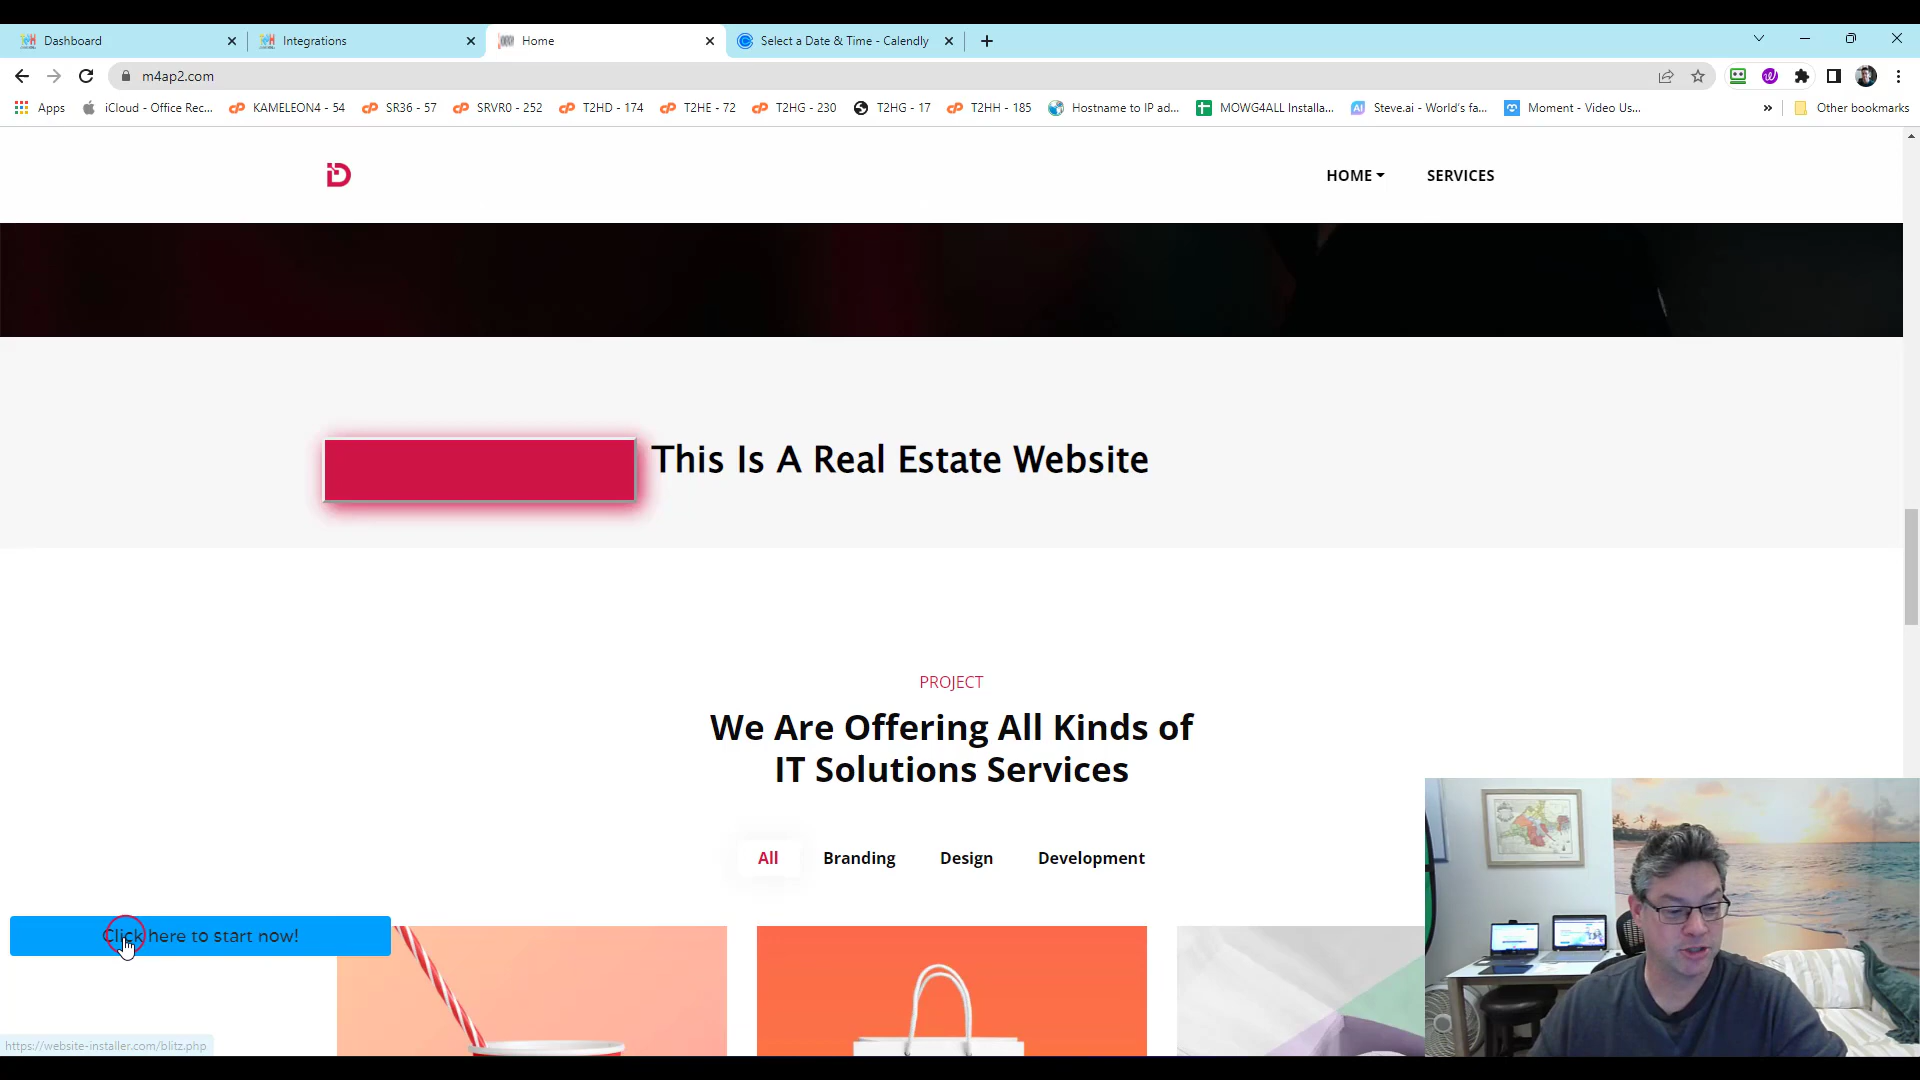 Dashboard
Integrations
Home
Select a Date & Time - Calendly
m4ap2.com
Apps
iCloud - Office Rec...
KAMELEON4 - 54
SR36 - 57
SRVR0 - 252
T2HD - 174
T2HE - 72
T2HG - 230
T2HG - 17
T2HH - 185
Hostname to IP ad...
MOWG4ALL Installa...
Steve.ai - World's fa...
Moment - Video Us...
»
Other bookmarks
HOME
SERVICES
This Is A Real Estate Website
PROJECT
We Are Offering All Kinds of
IT Solutions Services
All
Branding
Design
Development
Click here to start now!
https://website-installer.com/blitz.php